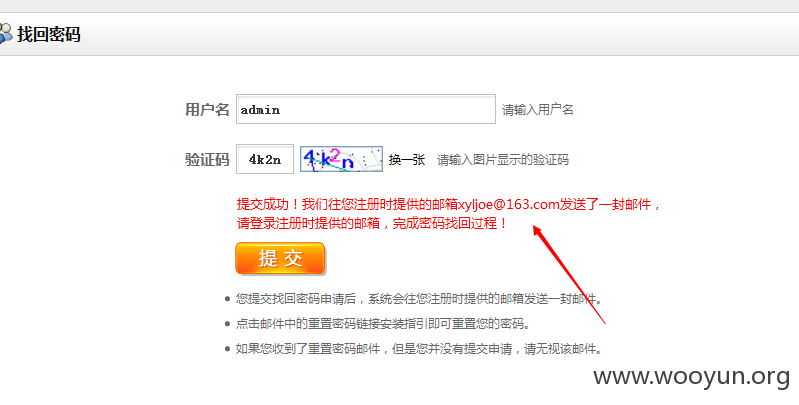 找回密码
用户名 admin 请输入用户名
验证码 4k2n 4k2n 换一张 请输入图片显示的验证码
提交成功！我们往您注册时提供的邮箱xyljoe@163.com发送了一封邮件，
请登录注册时提供的邮箱，完成密码找回过程！
提 交
● 您提交找回密码申请后，系统会往您注册时提供的邮箱发送一封邮件。
● 点击邮件中的重置密码链接安装指引即可重置您的密码。
● 如果您收到了重置密码邮件，但是您并没有提交申请，请无视该邮件。
www.wooyun.org